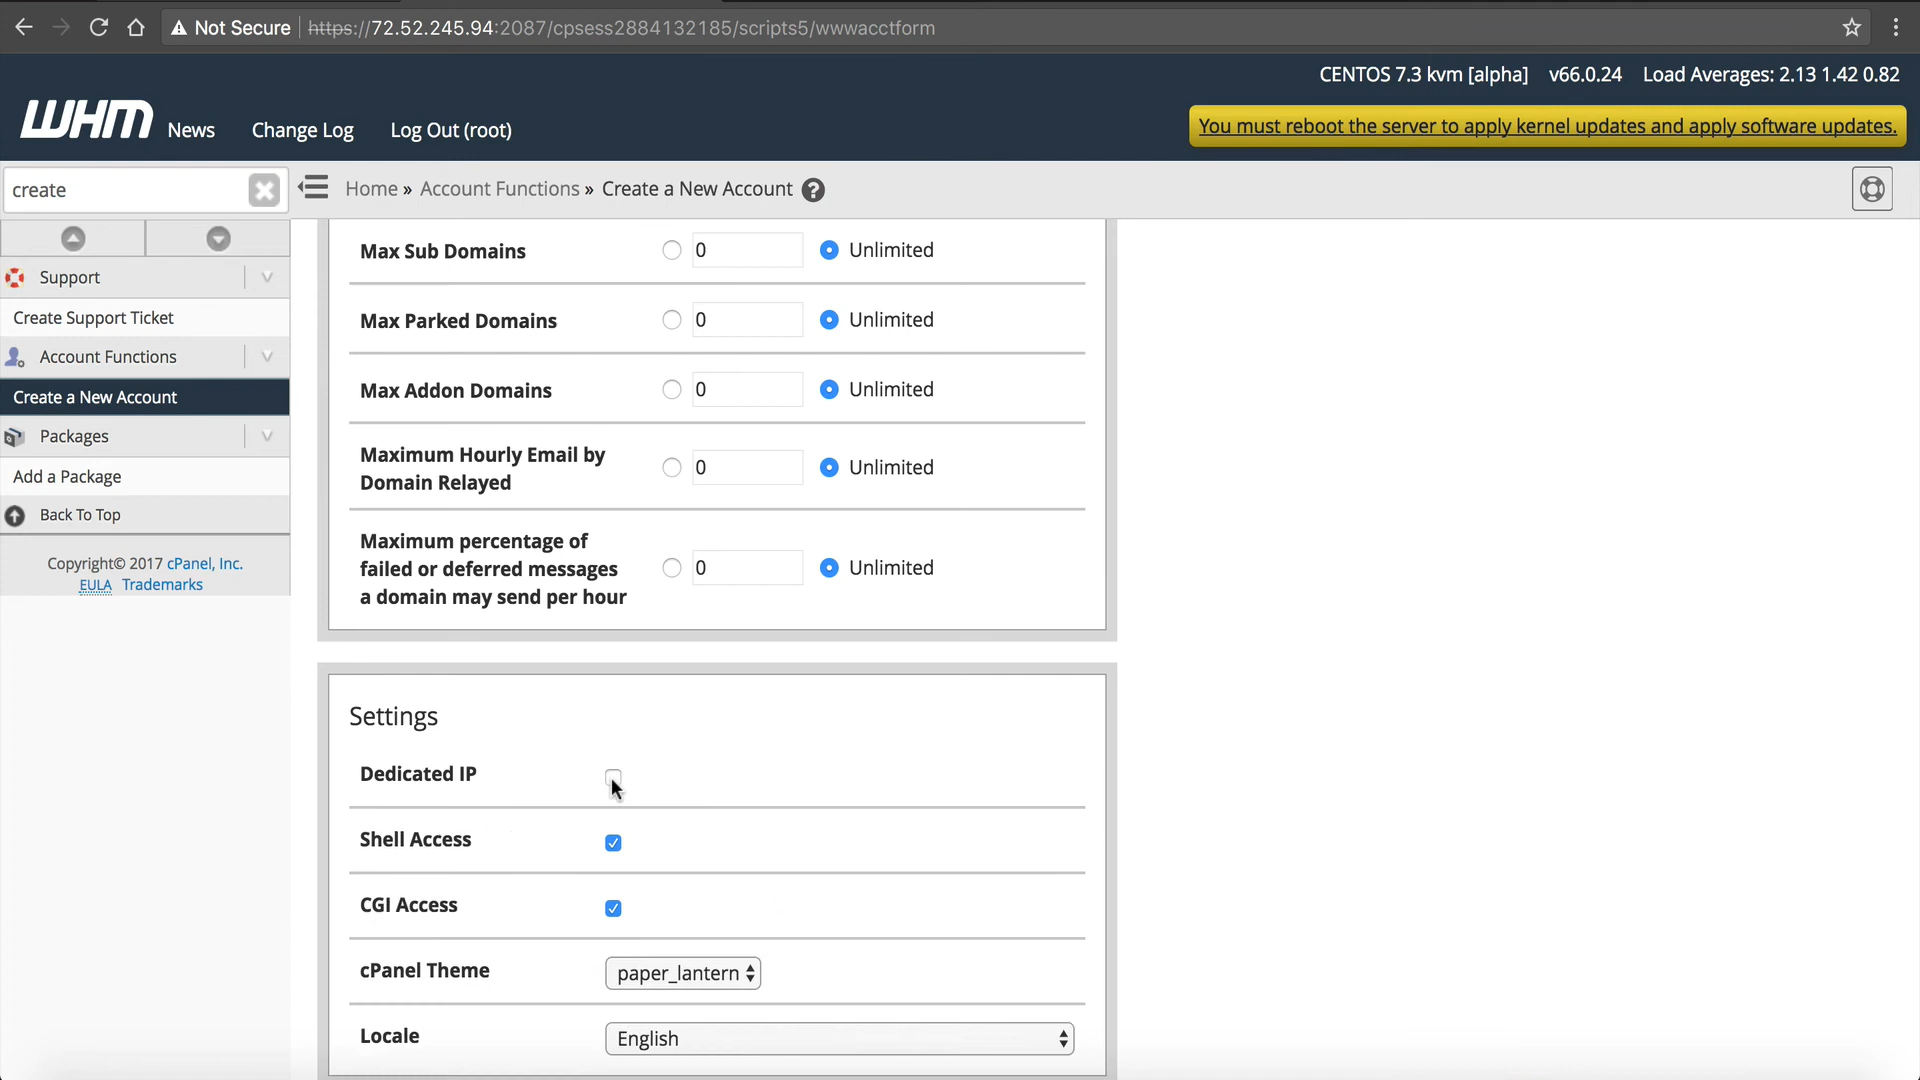 Not Secure https://72.52.245.94:2087/cpsess2884132185/scripts5/wwwacctform
CENTOS 7.3 kvm [alpha] v66.0.24 Load Averages: 2.13 1.42 0.82
WHM News Change Log Log Out (root)
You must reboot the server to apply kernel updates and apply software updates.
create
Home » Account Functions » Create a New Account ?
Support
Create Support Ticket
Account Functions
Create a New Account
Packages
Add a Package
Back To Top
Copyright© 2017 cPanel, Inc.
EULA Trademarks
Max Sub Domains 0 Unlimited
Max Parked Domains 0 Unlimited
Max Addon Domains 0 Unlimited
Maximum Hourly Email by
Domain Relayed 0 Unlimited
Maximum percentage of
failed or deferred messages 0 Unlimited
a domain may send per hour
Settings
Dedicated IP
Shell Access
CGI Access
cPanel Theme paper_lantern
Locale English